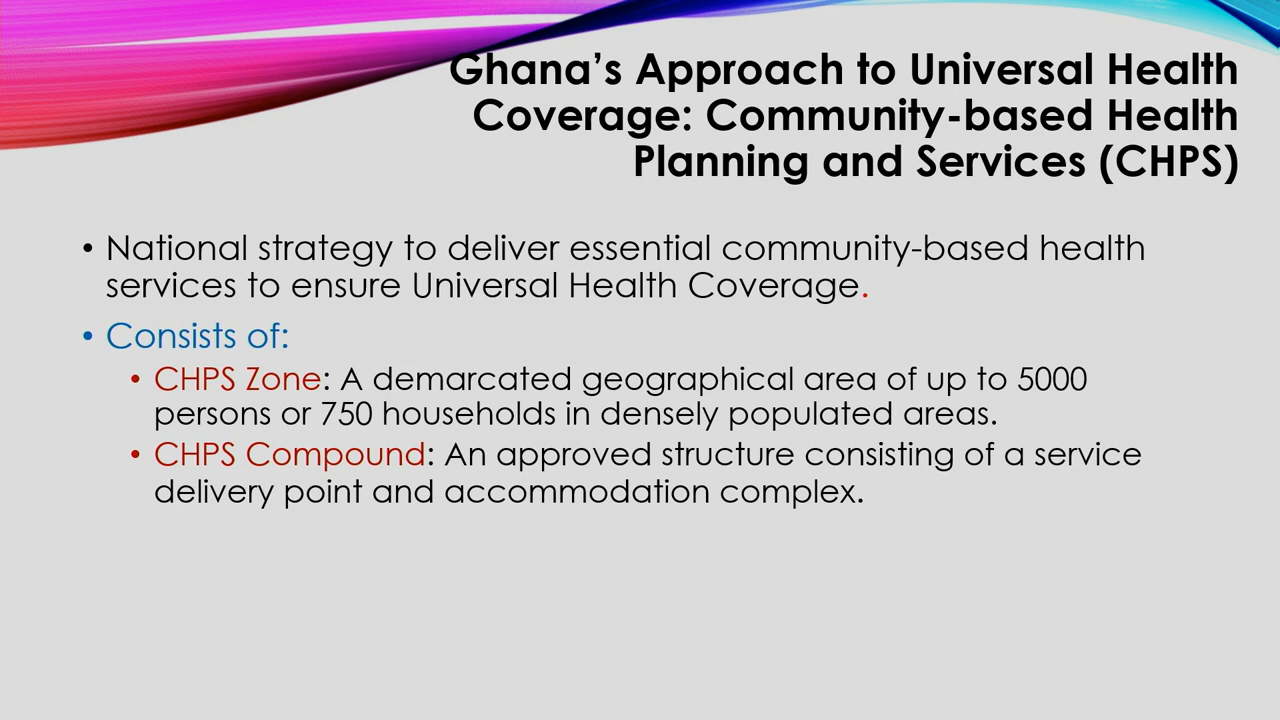 Ghana’s Approach to Universal Health
Coverage: Community-based Health
Planning and Services (CHPS)
• National strategy to deliver essential community-based health
services to ensure Universal Health Coverage.
• Consists of:
• CHPS Zone: A demarcated geographical area of up to 5000
persons or 750 households in densely populated areas.
• CHPS Compound: An approved structure consisting of a service
delivery point and accommodation complex.